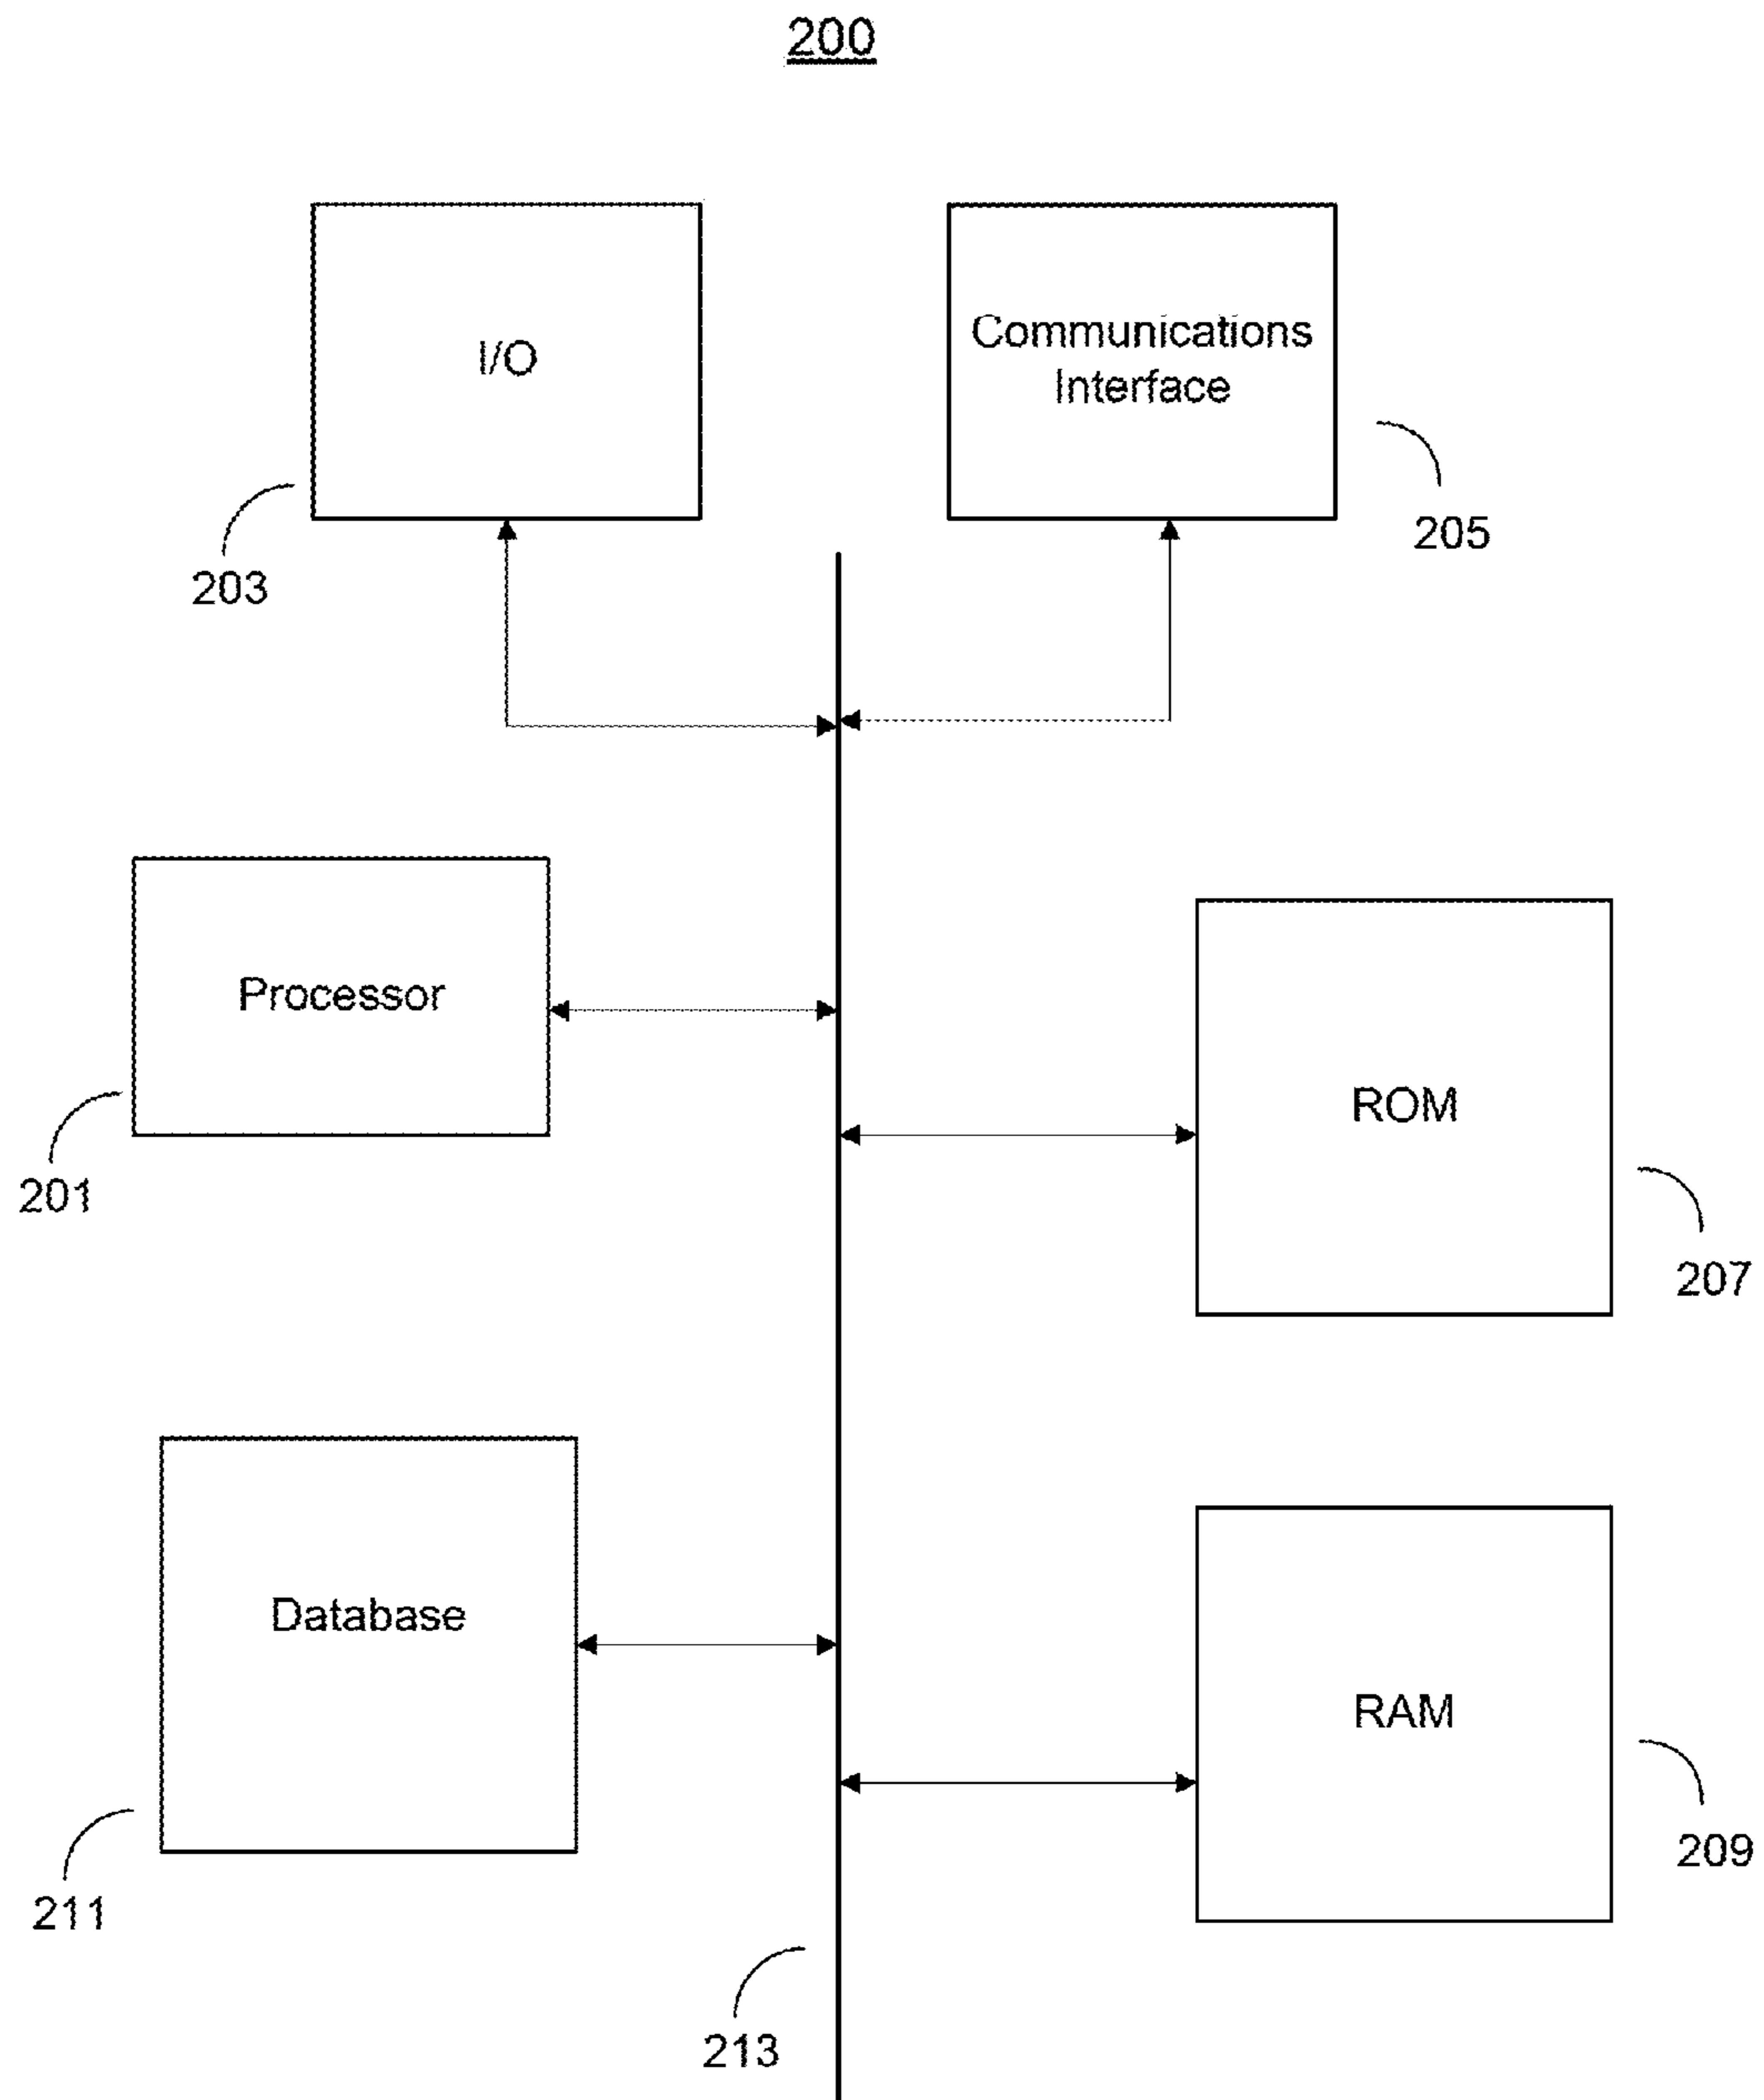 200
I/O
Communications
Interface
203
205
Processor
201
ROM
207
Database
211
RAM
209
213